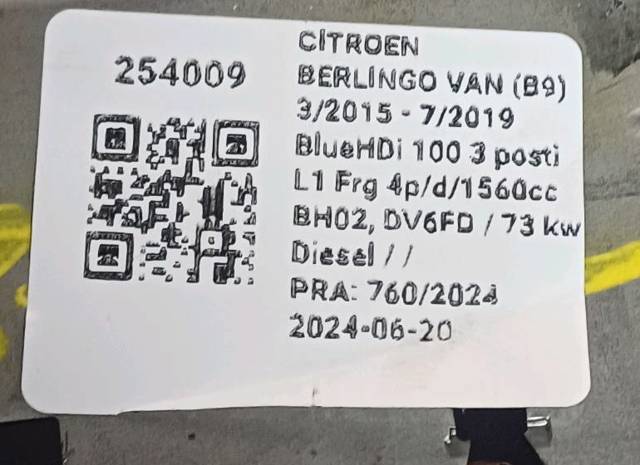 254009
CITROEN
BERLINGO VAN (B9)
3/2015 - 7/2019
BlueHDi 100 3 posti
L1 Frg 4p/d/1560cc
BH02, DV6FD / 73 kw
Diesel / /
PRA: 760/2024
2024-06-20